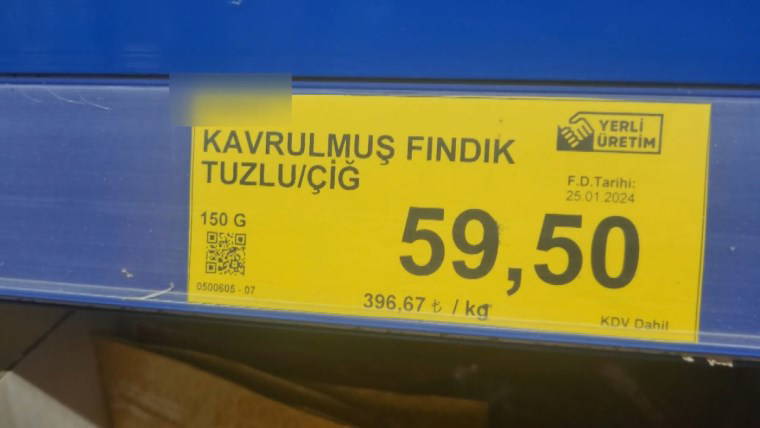 KAVRULMUŞ FINDIK
TUZLU/ÇİĞ
YERLİ
ÜRETİM
F.D.Tarihi:
25.01.2024
150 G
59,50
0500605 - 07
396,67 ₺ / kg
KDV Dahil